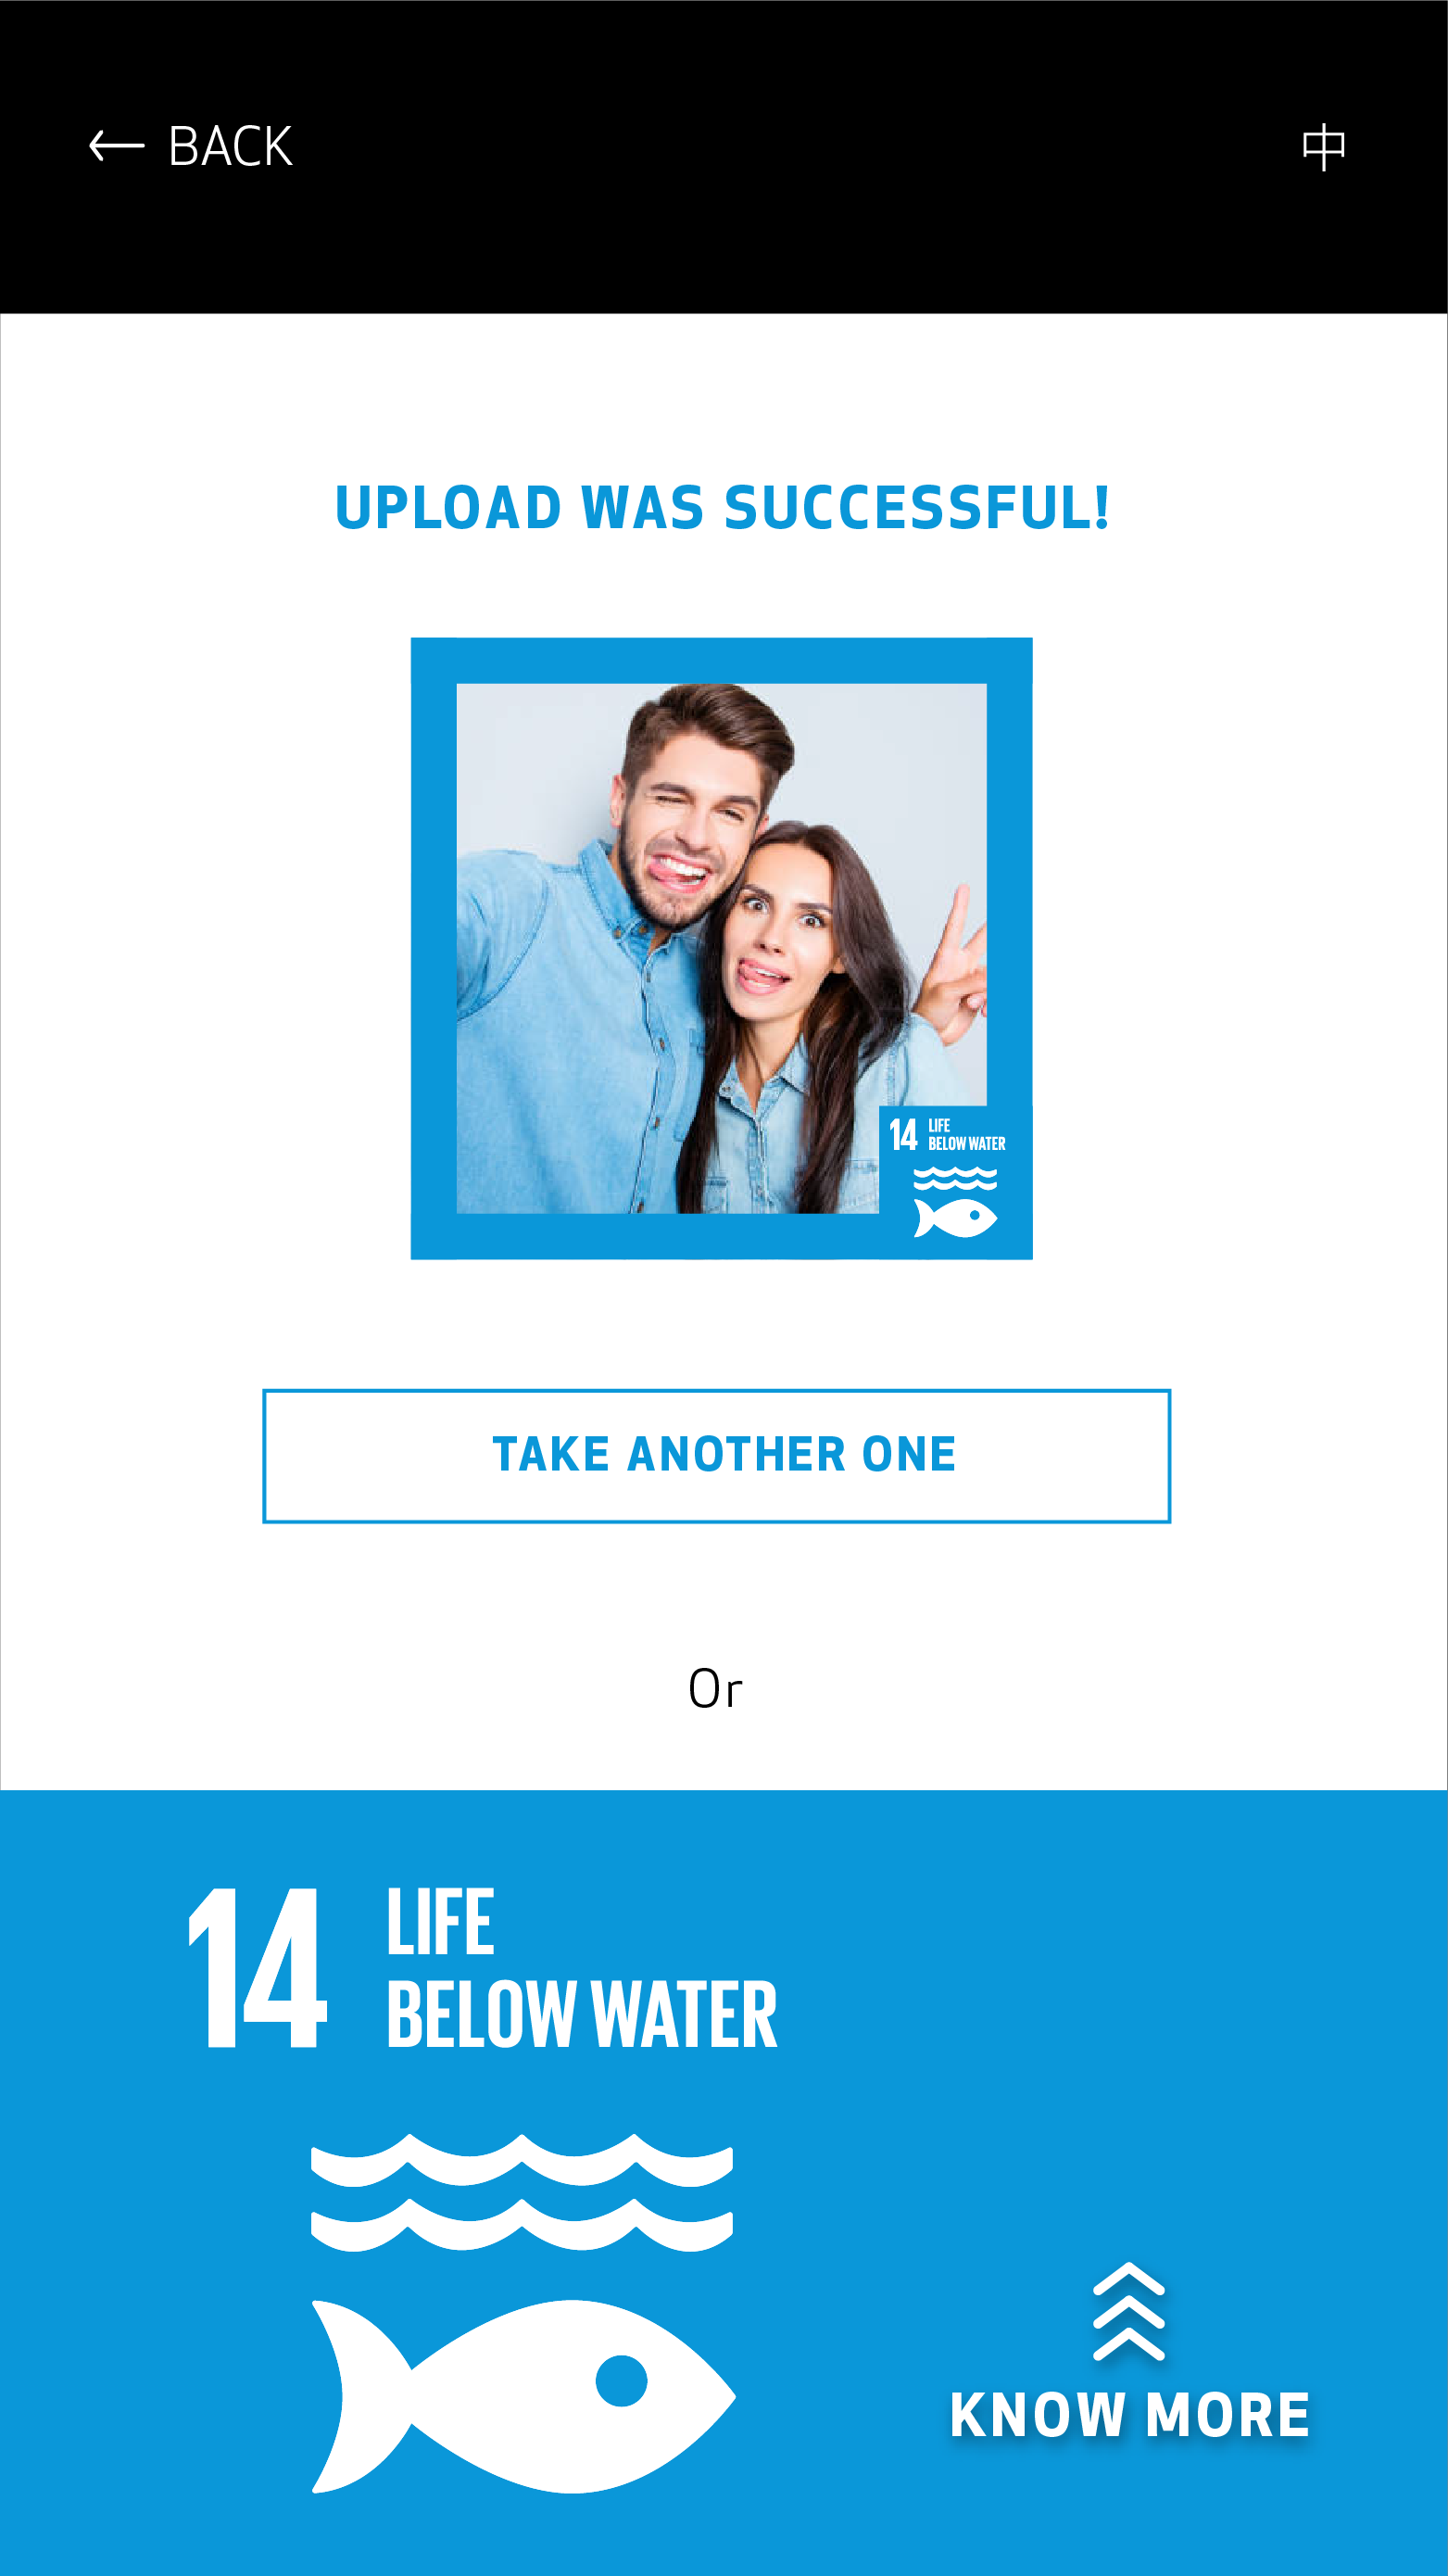 BACK
中
UPLOAD WAS SUCCESSFUL!
14 LIFE
BELOW WATER
TAKE ANOTHER ONE
Or
14 LIFE
BELOW WATER
KNOW MORE